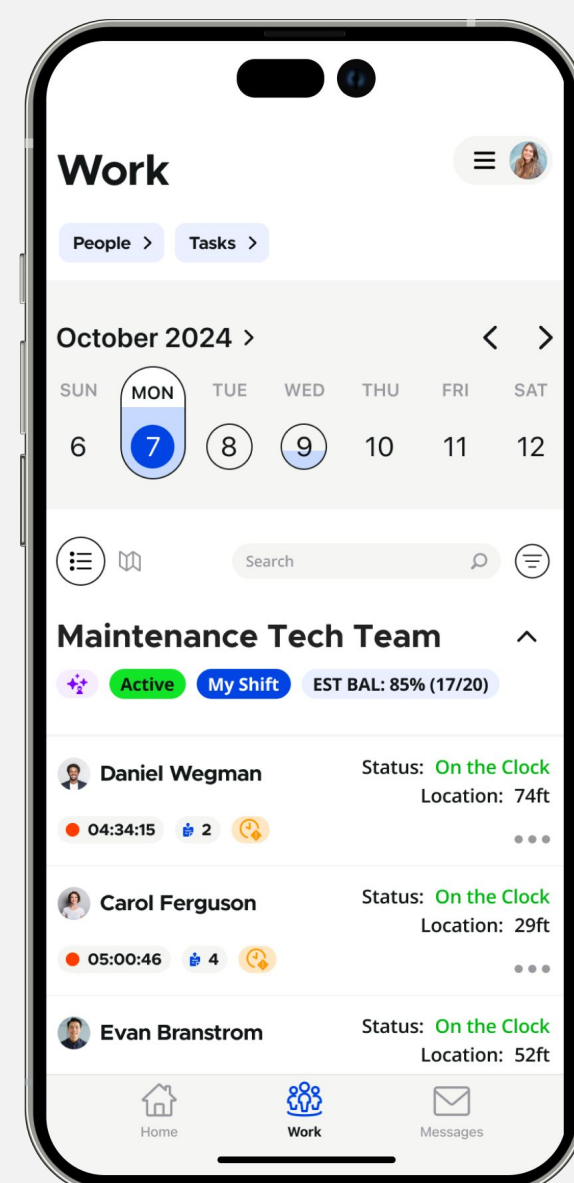 Work
People > Tasks >
October 2024 >
SUN MON TUE WED THU FRI SAT
6 7 8 9 10 11 12
Search
Maintenance Tech Team
Active My Shift EST BAL: 85% (17/20)
Daniel Wegman Status: On the Clock
Location: 74ft
04:34:15 2
Carol Ferguson Status: On the Clock
Location: 29ft
05:00:46 4
Evan Branstrom Status: On the Clock
Location: 52ft
Home Work Messages